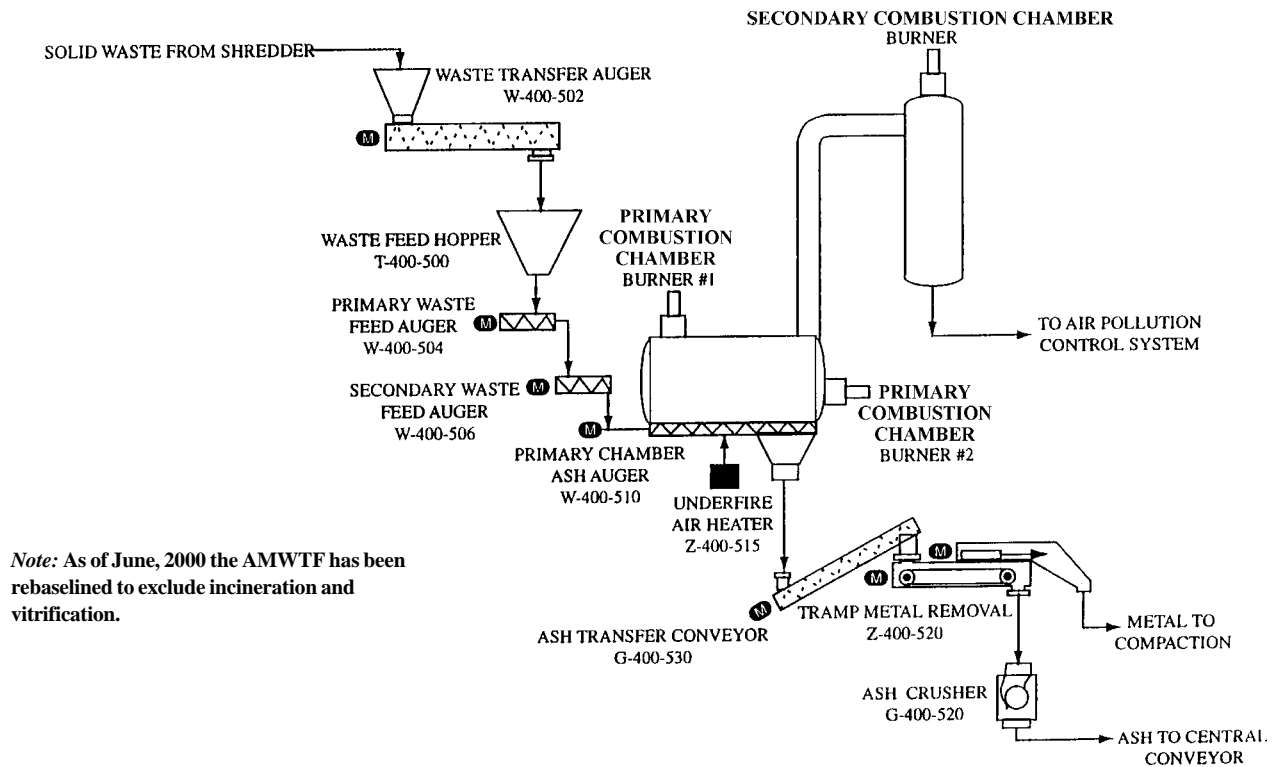 SECONDARY COMBUSTION CHAMBER
BURNER
SOLID WASTE FROM SHREDDER
WASTE TRANSFER AUGER
W-400-502
M
WASTE FEED HOPPER
T-400-500
PRIMARY
COMBUSTION
CHAMBER
BURNER #1
PRIMARY WASTE
FEED AUGER
W-400-504
M
TO AIR POLLUTION
CONTROL SYSTEM
SECONDARY WASTE
FEED AUGER
W-400-506
M
PRIMARY
COMBUSTION
CHAMBER
BURNER #2
M
PRIMARY CHAMBER
ASH AUGER
W-400-510
UNDERFIRE
AIR HEATER
Z-400-515
Note: As of June, 2000 the AMWTF has been
rebaselined to exclude incineration and
vitrification.
M
M
M
TRAMP METAL REMOVAL
Z-400-520
ASH TRANSFER CONVEYOR
G-400-530
METAL TO
COMPACTION
ASH CRUSHER
G-400-520
ASH TO CENTRAL
CONVEYOR